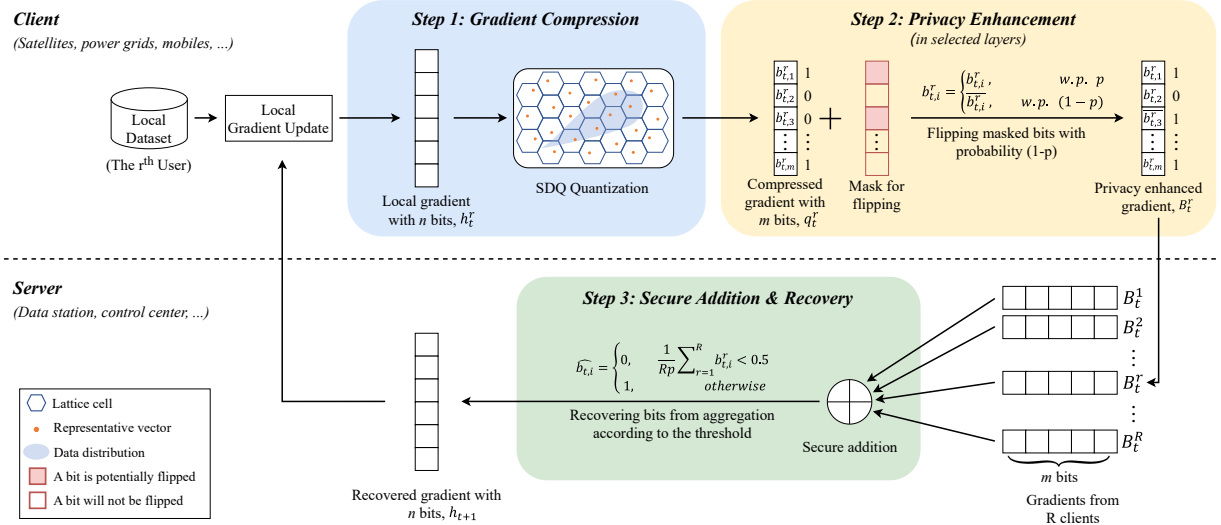 Client
(Satellites, power grids, mobiles, ...)
Local
Dataset
(The r^th User)
Local
Gradient Update
Step 1: Gradient Compression
Local gradient
with n bits, h_t^r
SDQ Quantization
Step 2: Privacy Enhancement
(in selected layers)
b_{t,1}^r 1
b_{t,2}^r 0
b_{t,3}^r 0
⋮ ⋮
b_{t,m}^r 1
Compressed
gradient with
m bits, q_t^r
+
⋮
Mask for
flipping
b_{t,i}^r = { b_{t,i}^r, w.p. p
\overline{b_{t,i}^r}, w.p. (1 − p)
Flipping masked bits with
probability (1-p)
b_{t,1}^r 1
b_{t,2}^r 0
b_{t,3}^r 1
⋮ ⋮
b_{t,m}^r 1
Privacy enhanced
gradient, B_t^r
Server
(Data station, control center, ...)
Lattice cell
Representative vector
Data distribution
A bit is potentially flipped
A bit will not be flipped
Recovered gradient with
n bits, h_{t+1}
Step 3: Secure Addition & Recovery
\widehat{b_{t,i}} = { 0, \frac{1}{Rp} \sum_{r=1}^{R} b_{t,i}^r < 0.5
1, otherwise
Recovering bits from aggregation
according to the threshold
Secure addition
B_t^1
B_t^2
⋮
B_t^r
⋮
B_t^R
m bits
Gradients from
R clients